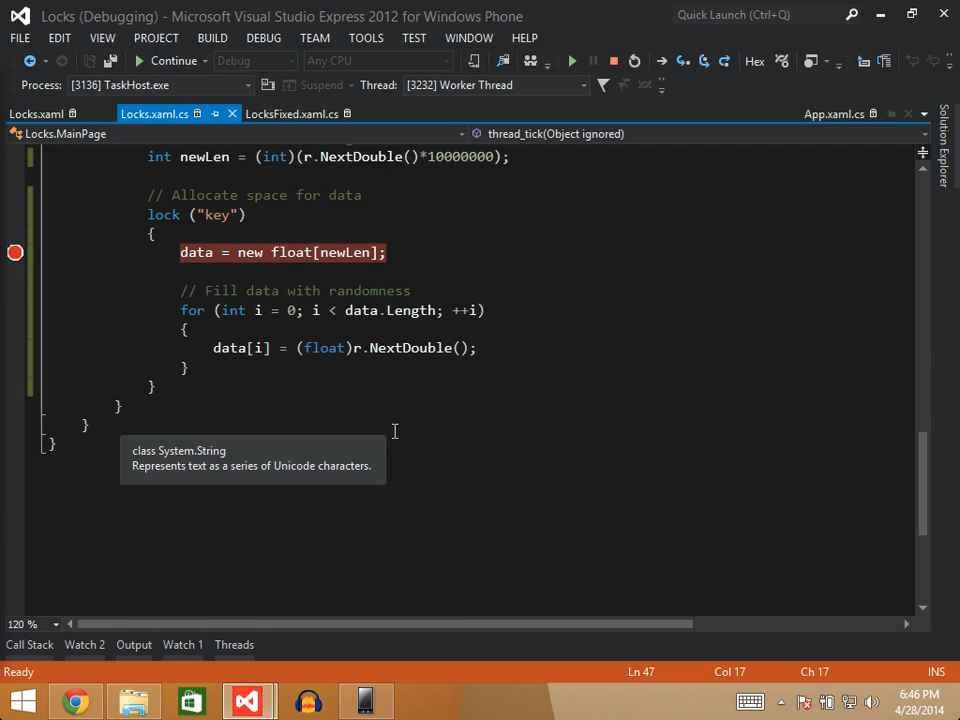 Locks (Debugging) - Microsoft Visual Studio Express 2012 for Windows Phone
Quick Launch (Ctrl+Q)
FILE EDIT VIEW PROJECT BUILD DEBUG TEAM TOOLS TEST WINDOW HELP
Continue Debug Any CPU Hex
Process: [3136] TaskHost.exe Suspend Thread: [3232] Worker Thread
Locks.xaml Locks.xaml.cs LocksFixed.xaml.cs App.xaml.cs
Solution Explorer
Locks.MainPage thread_tick(Object ignored)
int newLen = (int)(r.NextDouble()*10000000);
// Allocate space for data
lock ("key")
{
data = new float[newLen];
// Fill data with randomness
for (int i = 0; i < data.Length; ++i)
{
data[i] = (float)r.NextDouble();
}
}
}
}
}
class System.String
Represents text as a series of Unicode characters.
120 %
Call Stack Watch 2 Output Watch 1 Threads
Ready Ln 47 Col 17 Ch 17 INS
6:46 PM
4/28/2014